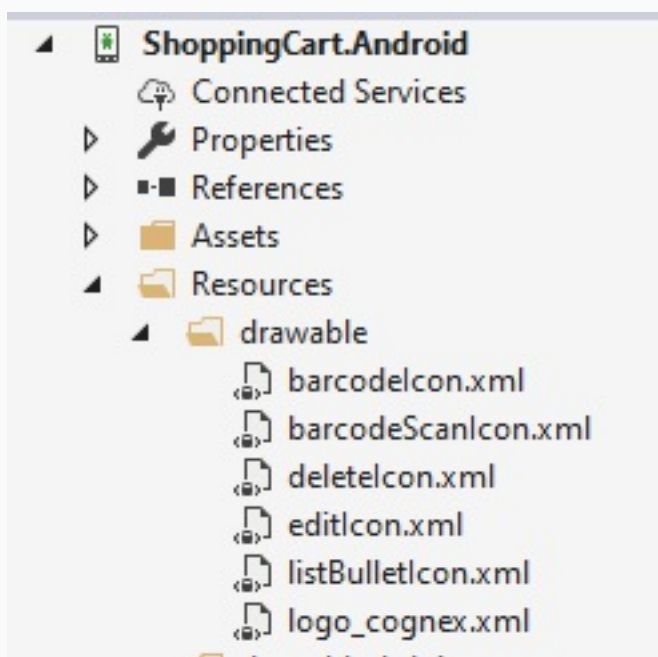 ShoppingCart.Android
Connected Services
Properties
References
Assets
Resources
drawable
barcodeIcon.xml
barcodeScanIcon.xml
deleteIcon.xml
editIcon.xml
listBulletIcon.xml
logo_cognex.xml